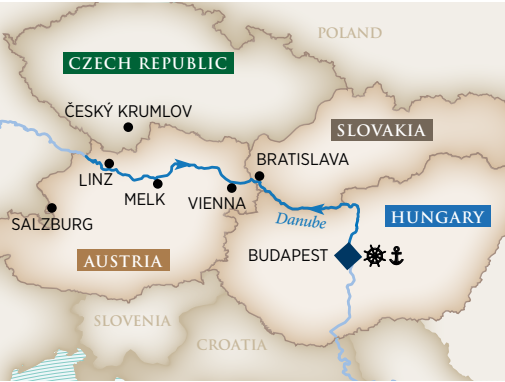 POLAND
CZECH REPUBLIC
ČESKÝ KRUMLOV
SLOVAKIA
BRATISLAVA
LINZ
MELK
VIENNA
SALZBURG
Danube
HUNGARY
BUDAPEST
AUSTRIA
SLOVENIA
CROATIA